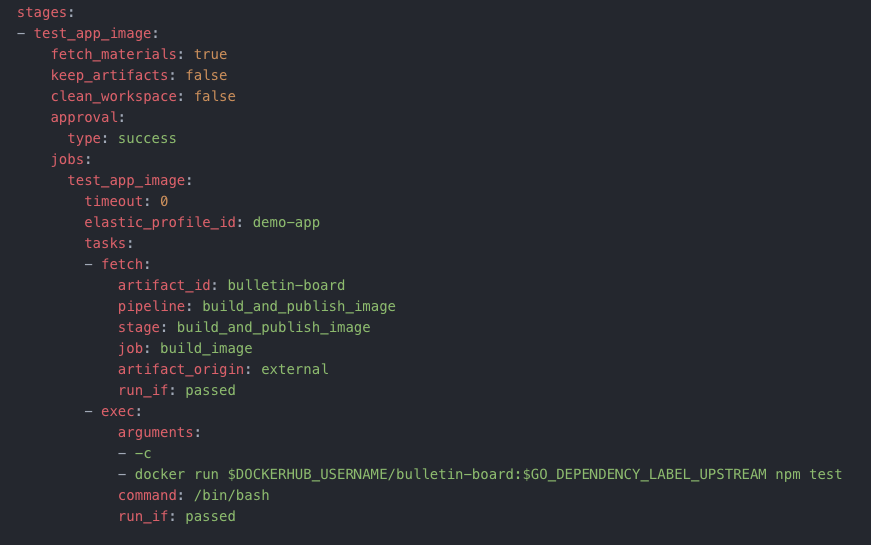 stages:
- test_app_image:
    fetch_materials: true
    keep_artifacts: false
    clean_workspace: false
    approval:
      type: success
    jobs:
      test_app_image:
        timeout: 0
        elastic_profile_id: demo-app
        tasks:
        - fetch:
            artifact_id: bulletin-board
            pipeline: build_and_publish_image
            stage: build_and_publish_image
            job: build_image
            artifact_origin: external
            run_if: passed
        - exec:
            arguments:
            - -c
            - docker run $DOCKERHUB_USERNAME/bulletin-board:$GO_DEPENDENCY_LABEL_UPSTREAM npm test
            command: /bin/bash
            run_if: passed